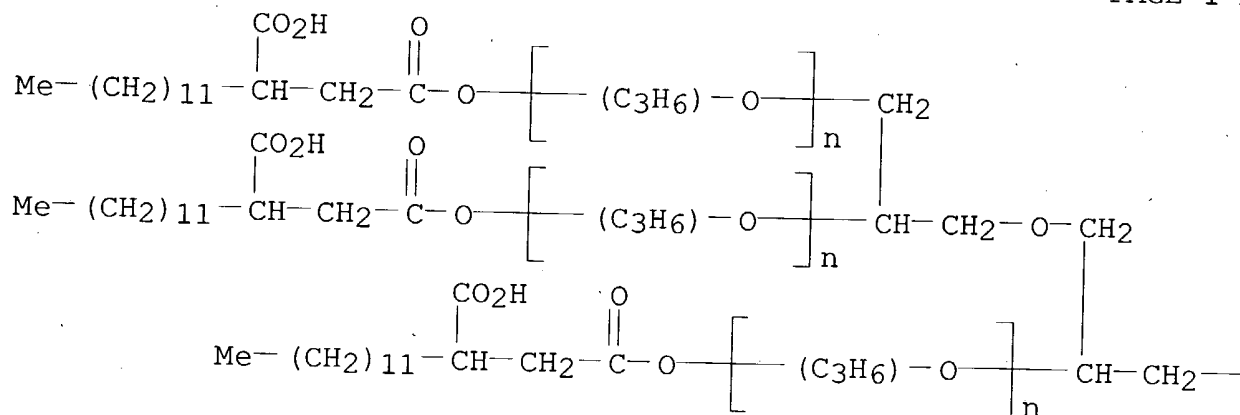 PAGE 1-
CO2H O
Me-(CH2)11-CH-CH2-C-O-[-(C3H6)-O-]n-CH2
CO2H O
Me-(CH2)11-CH-CH2-C-O-[-(C3H6)-O-]n-CH-CH2-O-CH2
CO2H O
Me-(CH2)11-CH-CH2-C-O-[-(C3H6)-O-]n-CH-CH2-